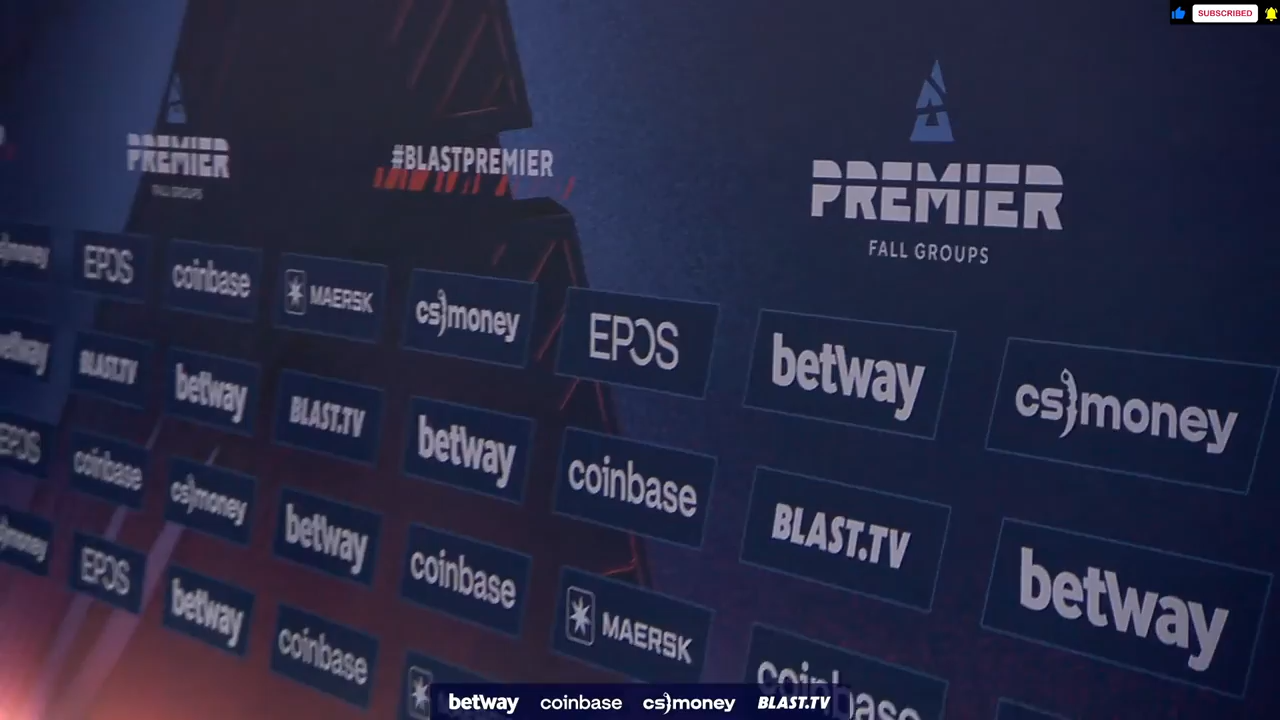 SUBSCRIBED
PREMIER
FALL GROUPS
#BLASTPREMIER
PREMIER
FALL GROUPS
money EPOS coinbase MAERSK cs money EPOS betway cs money
betway BLAST.TV betway BLAST.TV betway coinbase BLAST.TV betway
EPOS coinbase cs money betway coinbase MAERSK coinbase
money EPOS betway coinbase
betway coinbase cs money BLAST.TV